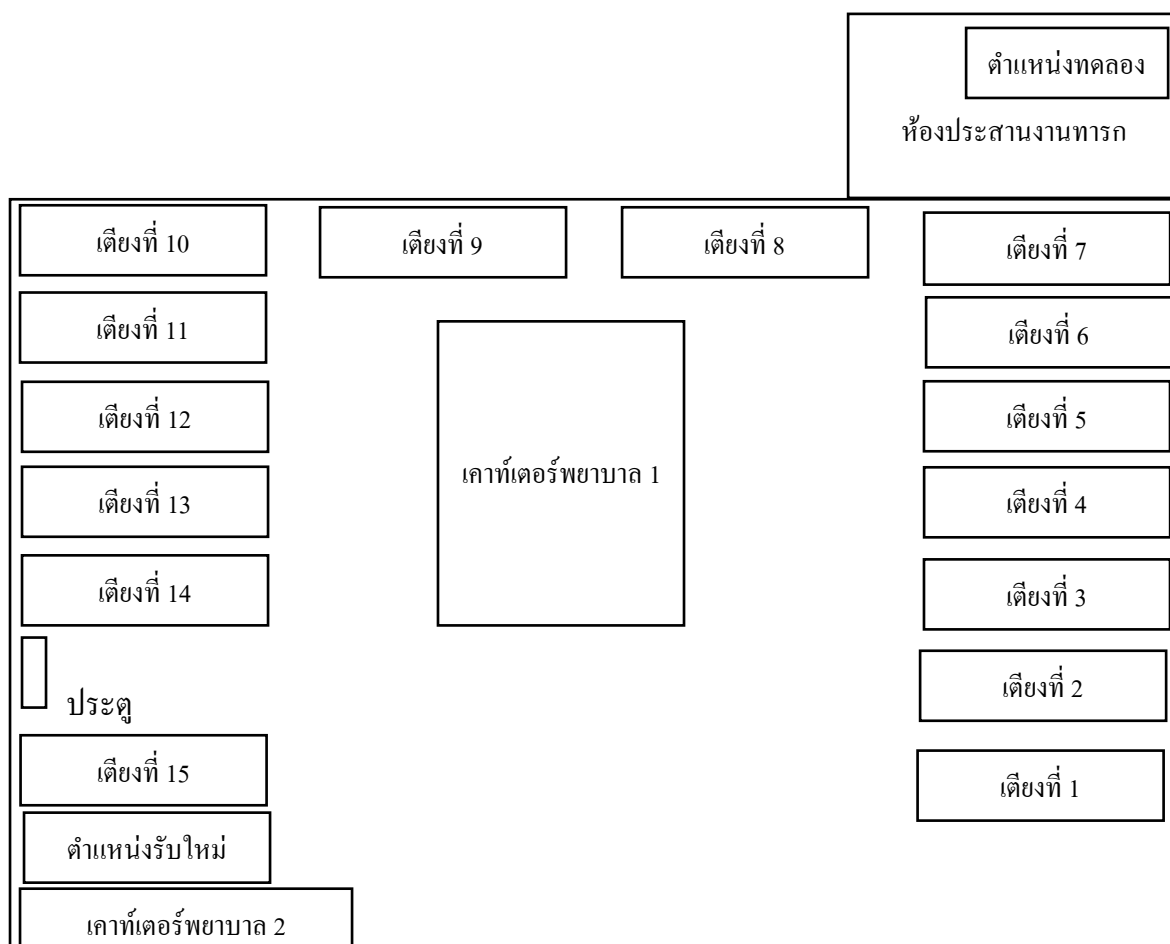 ตำแหน่งทดลอง
ห้องประสานงานทารก
เตียงที่ 10
เตียงที่ 9
เตียงที่ 8
เตียงที่ 7
เตียงที่ 11
เตียงที่ 6
เตียงที่ 12
เตียงที่ 5
เคาท์เตอร์พยาบาล 1
เตียงที่ 13
เตียงที่ 4
เตียงที่ 14
เตียงที่ 3
ประตู
เตียงที่ 2
เตียงที่ 15
เตียงที่ 1
ตำแหน่งรับใหม่
เคาท์เตอร์พยาบาล 2